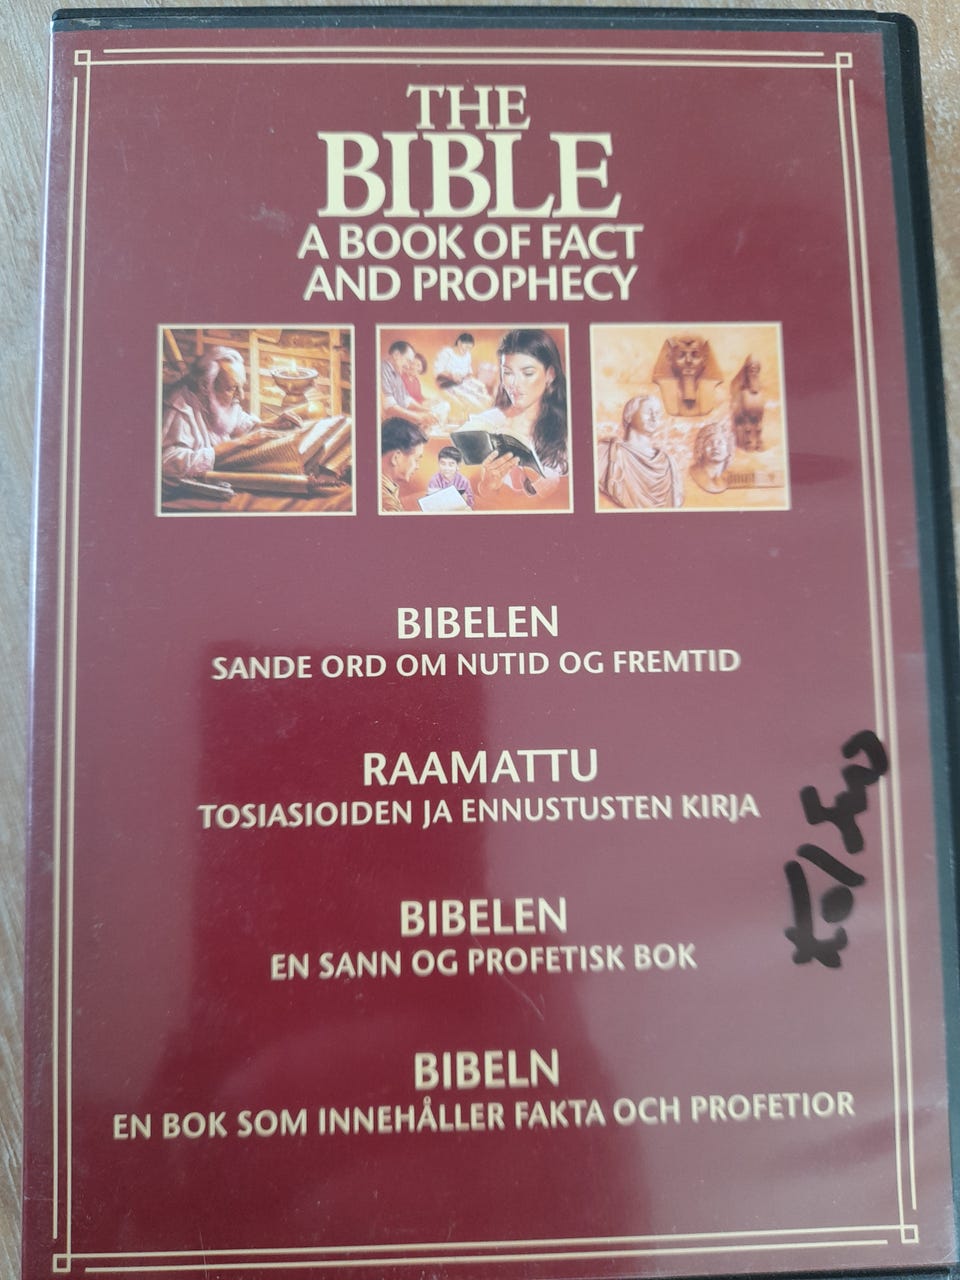 THE
BIBLE
A BOOK OF FACT
AND PROPHECY
BIBELEN
SANDE ORD OM NUTID OG FREMTID
RAAMATTU
TOSIASIOIDEN JA ENNUSTUSTEN KIRJA
BIBELEN
EN SANN OG PROFETISK BOK
BIBELN
EN BOK SOM INNEHÅLLER FAKTA OCH PROFETIOR